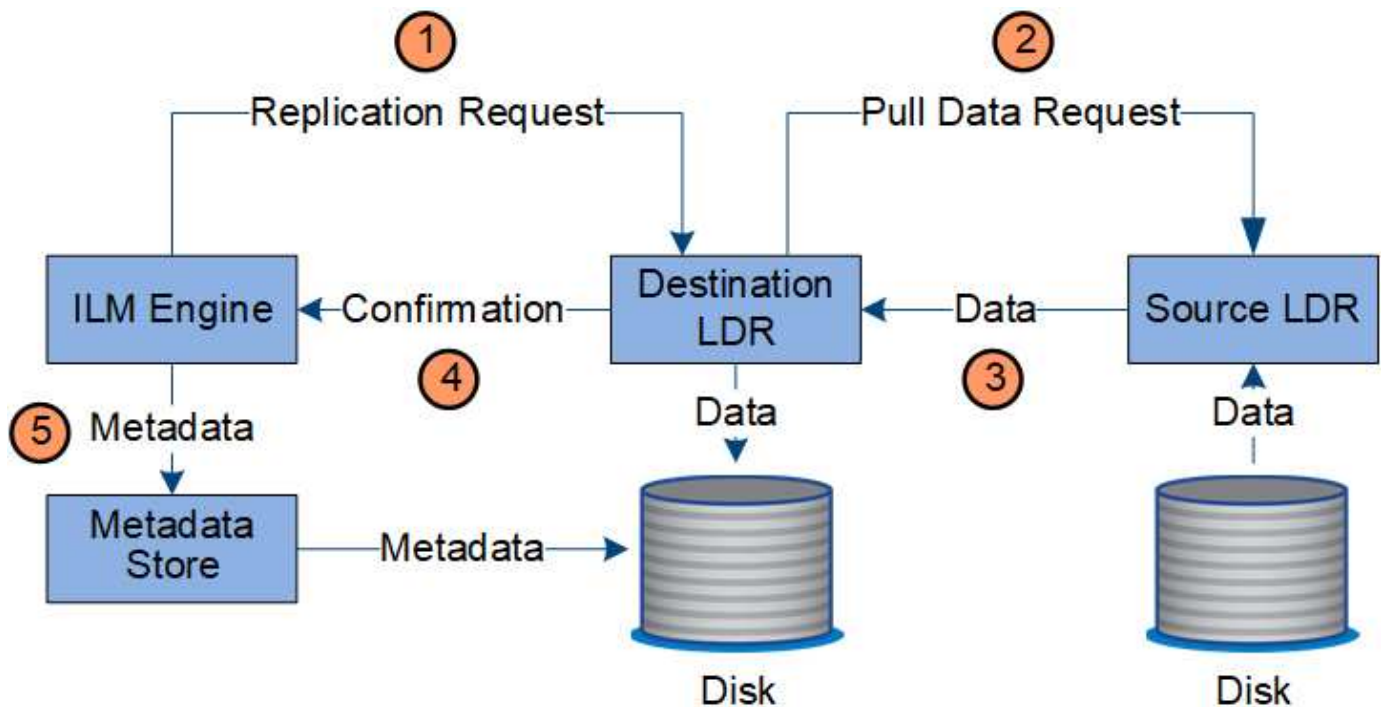 1
2
Replication Request
Pull Data Request
ILM Engine
Confirmation
Destination
LDR
Data
Source LDR
4
3
5
Metadata
Data
Data
Metadata
Store
Metadata
Disk
Disk